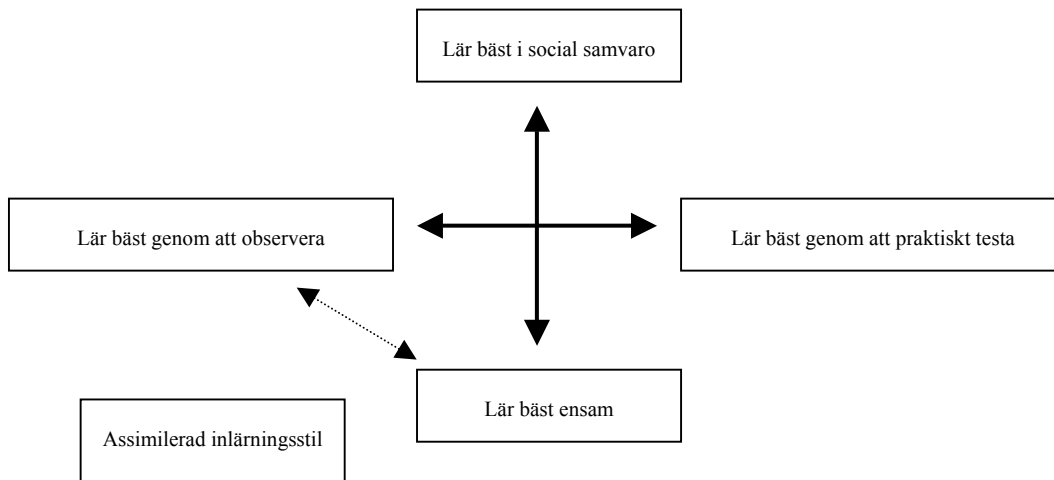 Lär bäst i social samvaro
Lär bäst genom att observera
Lär bäst genom att praktiskt testa
Lär bäst ensam
Assimilerad inlärningsstil